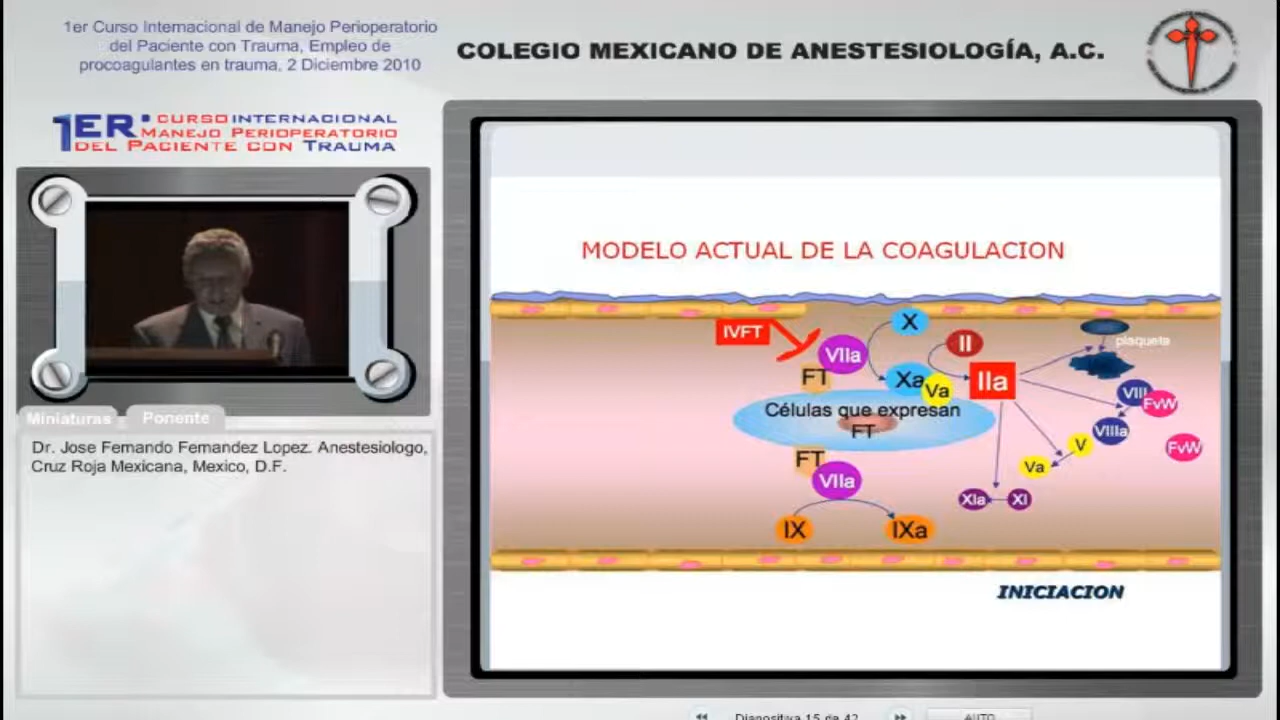 1er Curso Internacional de Manejo Perioperatorio
del Paciente con Trauma, Empleo de
procoagulantes en trauma, 2 Diciembre 2010
COLEGIO MEXICANO DE ANESTESIOLOGÍA, A.C.
1ER. CURSO INTERNACIONAL
MANEJO PERIOPERATORIO
DEL PACIENTE CON TRAUMA
Miniaturas
Ponente
Dr. Jose Fernando Fernandez Lopez. Anestesiologo,
Cruz Roja Mexicana, Mexico, D.F.
MODELO ACTUAL DE LA COAGULACION
IVFT
X
VIIa
II
plaqueta
FT
Xa
Va
IIa
VIII
FvW
Células que expresan
FT
VIIIa
V
FvW
FT
Va
VIIa
XIa
XI
IX
IXa
INICIACION
Diapositiva 15 de 42
AUTO